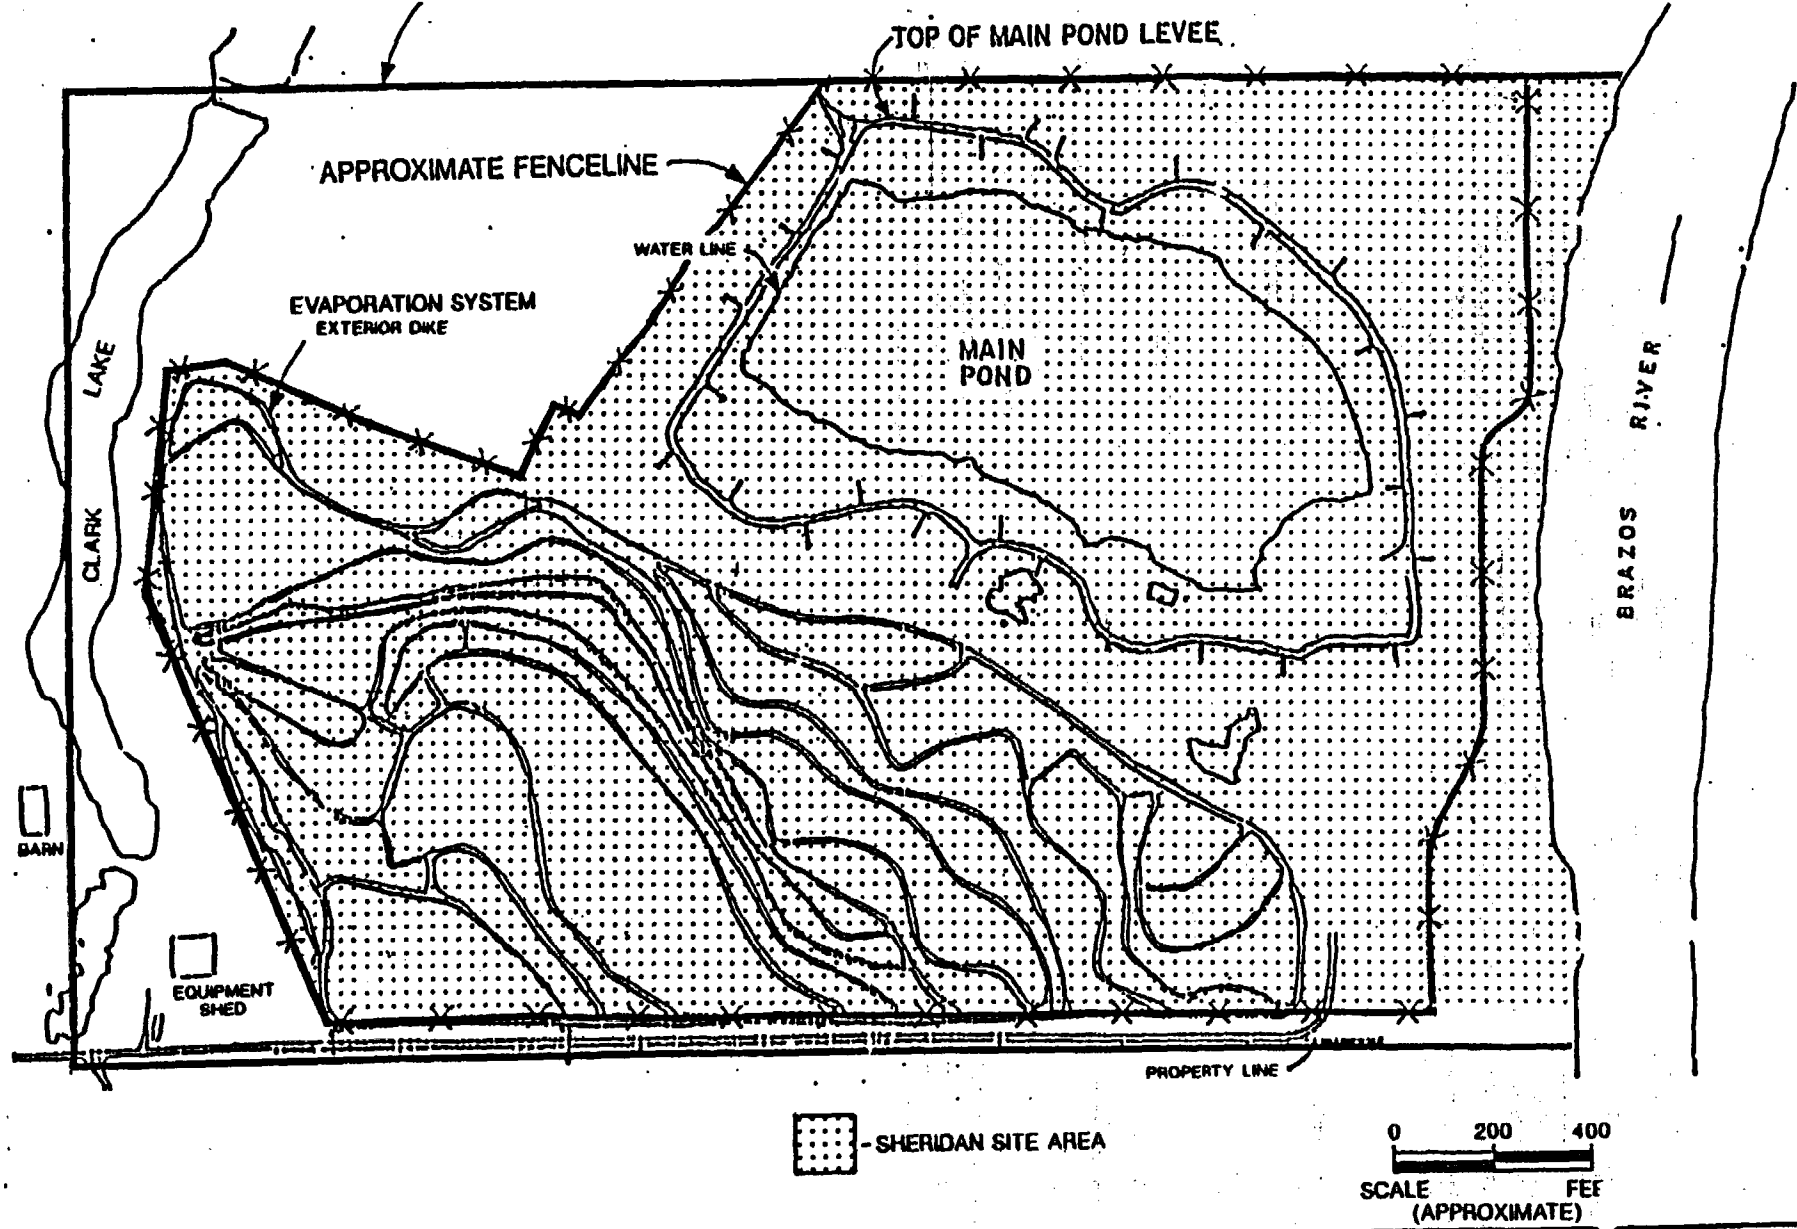 TOP OF MAIN POND LEVEE
APPROXIMATE FENCELINE
WATER LINE
EVAPORATION SYSTEM
EXTERIOR DIKE
MAIN
POND
CLARK LAKE
BRAZOS RIVER
BARN
EQUIPMENT
SHED
PROPERTY LINE
- SHERIDAN SITE AREA
0 200 400
SCALE FEE
(APPROXIMATE)